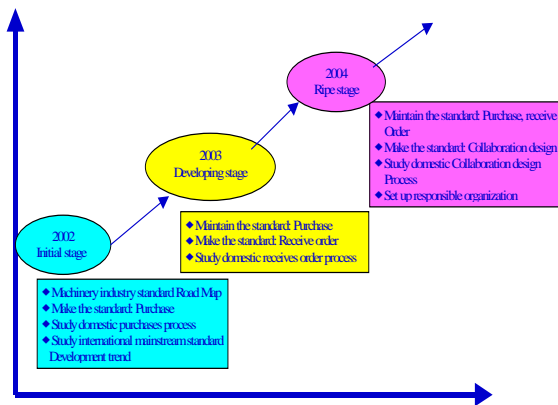 2004
Ripe stage
◆Maintain the standard: Purchase, receive
Order
◆Make the standard: Collaboration design
◆Study domestic Collaboration design
Process
◆Set up responsible organization
2003
Developing stage
◆Maintain the standard: Purchase
◆Make the standard: Receive order
◆Study domestic receives order process
2002
Initial stage
◆Machinery industry standard Road Map
◆Make the standard: Purchase
◆Study domestic purchases process
◆Study international mainstream standard
Development trend